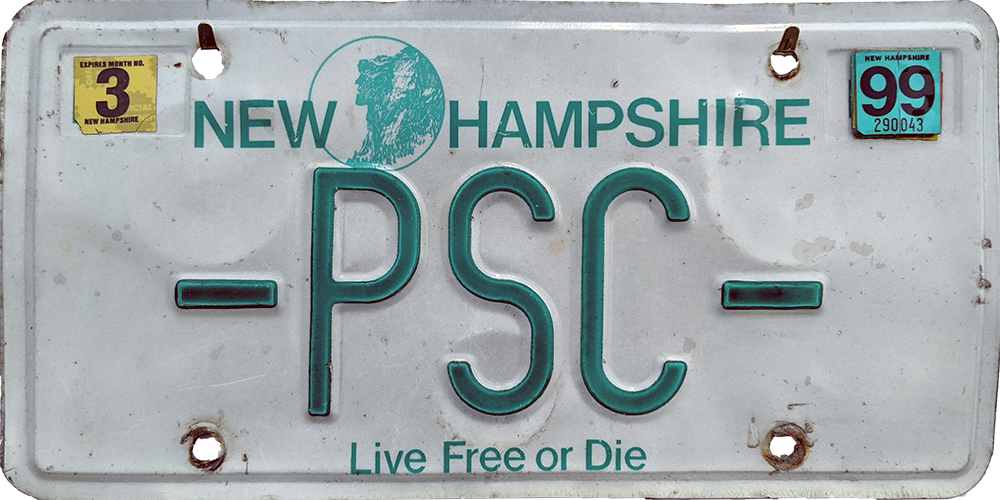 EXPIRES MONTH NO.
3
NEW HAMPSHIRE
NEW HAMPSHIRE
99
290043
NEW HAMPSHIRE
-PSC-
Live Free or Die